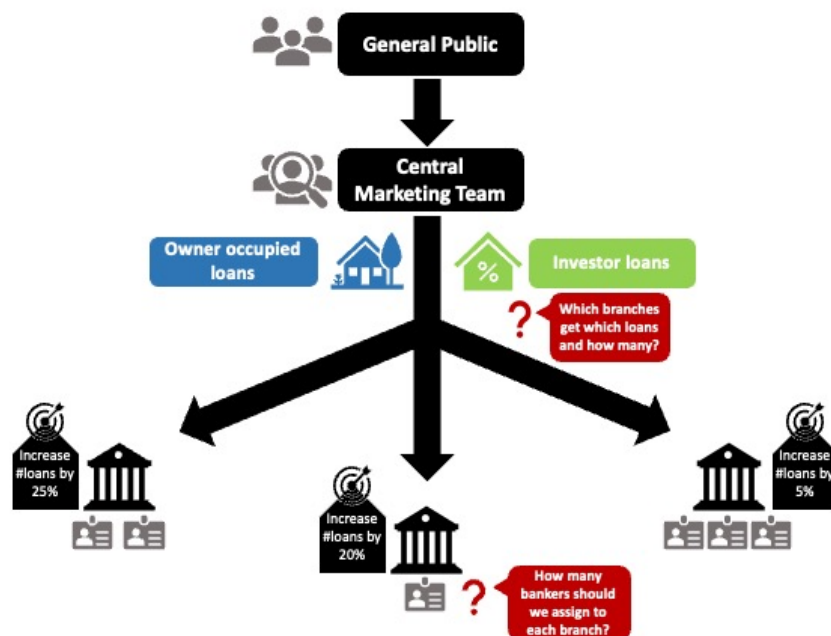 General Public
Central
Marketing Team
Owner occupied
loans
%
Investor loans
?
Which branches
get which loans
and how many?
Increase
#loans by
25%
Increase
#loans by
20%
Increase
#loans by
5%
?
How many
bankers should
we assign to
each branch?